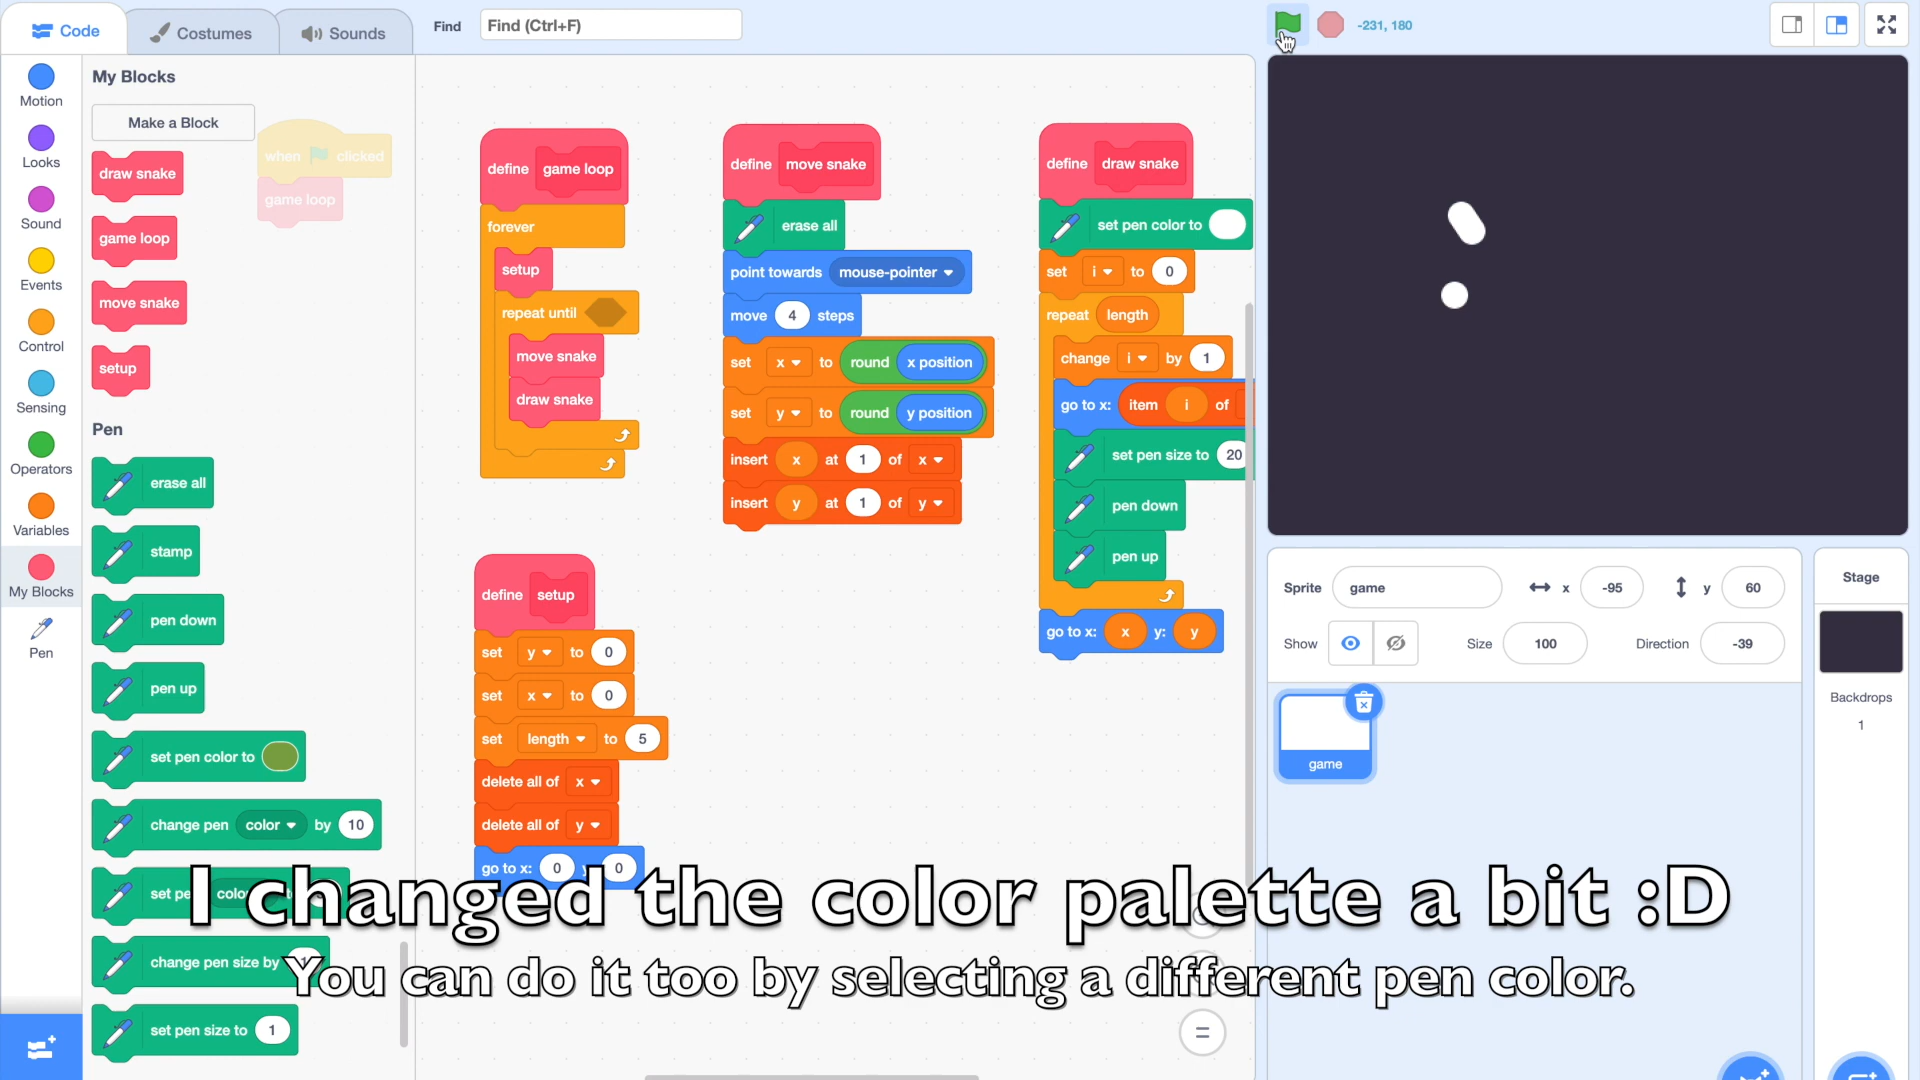 Code
Costumes
Sounds
Find
Find (Ctrl+F)
-231, 180
Motion
Looks
Sound
Events
Control
Sensing
Operators
Variables
My Blocks
Pen
My Blocks
Make a Block
when clicked
game loop
draw snake
game loop
move snake
setup
Pen
erase all
stamp
pen down
pen up
set pen color to
change pen color by 10
set pe colo
change pen size by 1
set pen size to 1
define game loop
forever
setup
repeat until
move snake
draw snake
define setup
set y to 0
set x to 0
set length to 5
delete all of x
delete all of y
go to x: 0 y 0
define move snake
erase all
point towards mouse-pointer
move 4 steps
set x to round x position
set y to round y position
insert x at 1 of x
insert y at 1 of y
define draw snake
set pen color to
set i to 0
repeat length
change i by 1
go to x: item i of
set pen size to 20
pen down
pen up
go to x: x y: y
Sprite game x -95 y 60
Show Size 100 Direction -39
game
Stage
Backdrops
1
I changed the color palette a bit :D
You can do it too by selecting a different pen color.